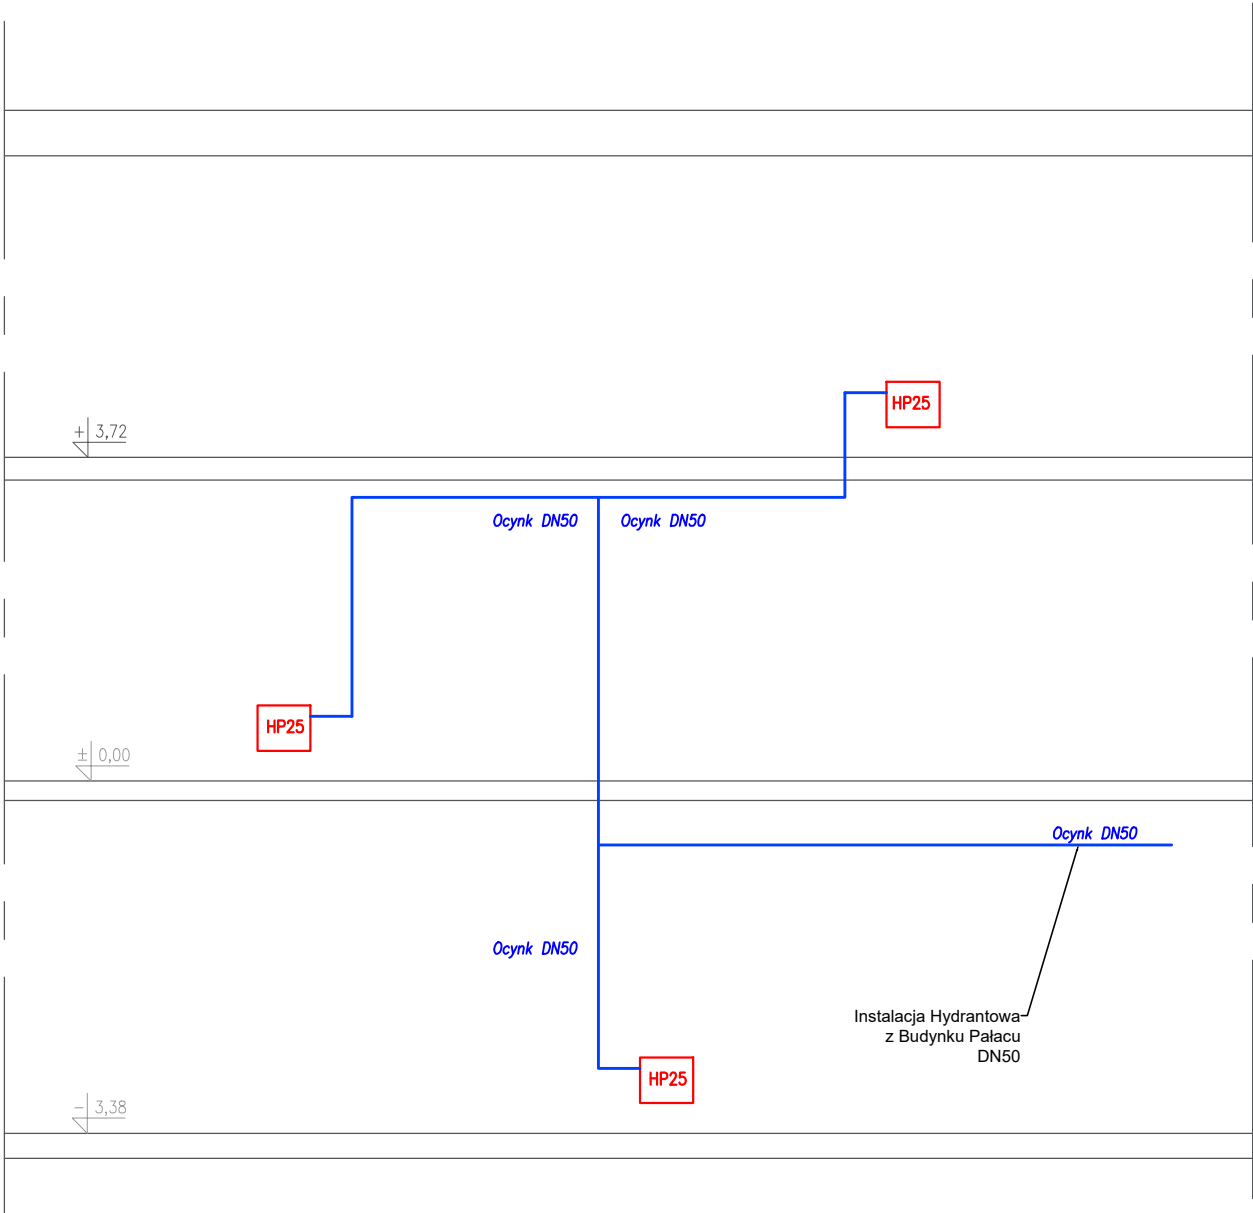 HP25
+ 3,72
Ocynk DN50
Ocynk DN50
HP25
± 0,00
Ocynk DN50
Ocynk DN50
Instalacja Hydrantowa
z Budynku Pałacu
DN50
HP25
- 3,38